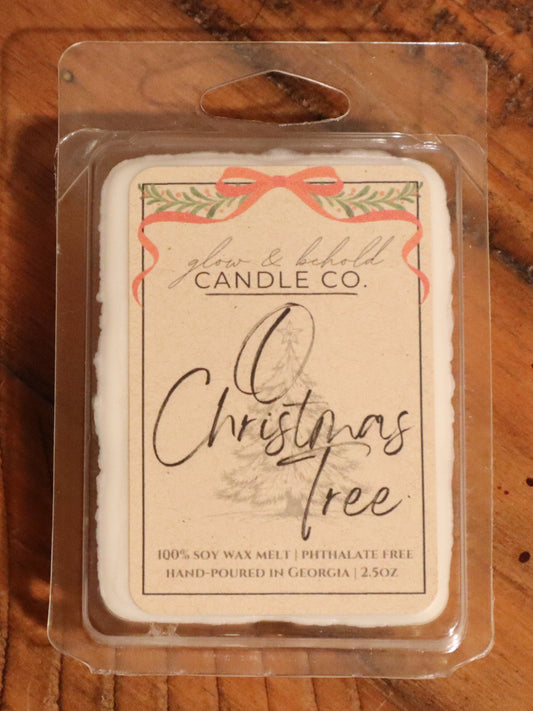 glow & behold
CANDLE CO.
O
Christmas
Tree
100% SOY WAX MELT | PHTHALATE FREE
HAND-POURED IN GEORGIA | 2.5OZ